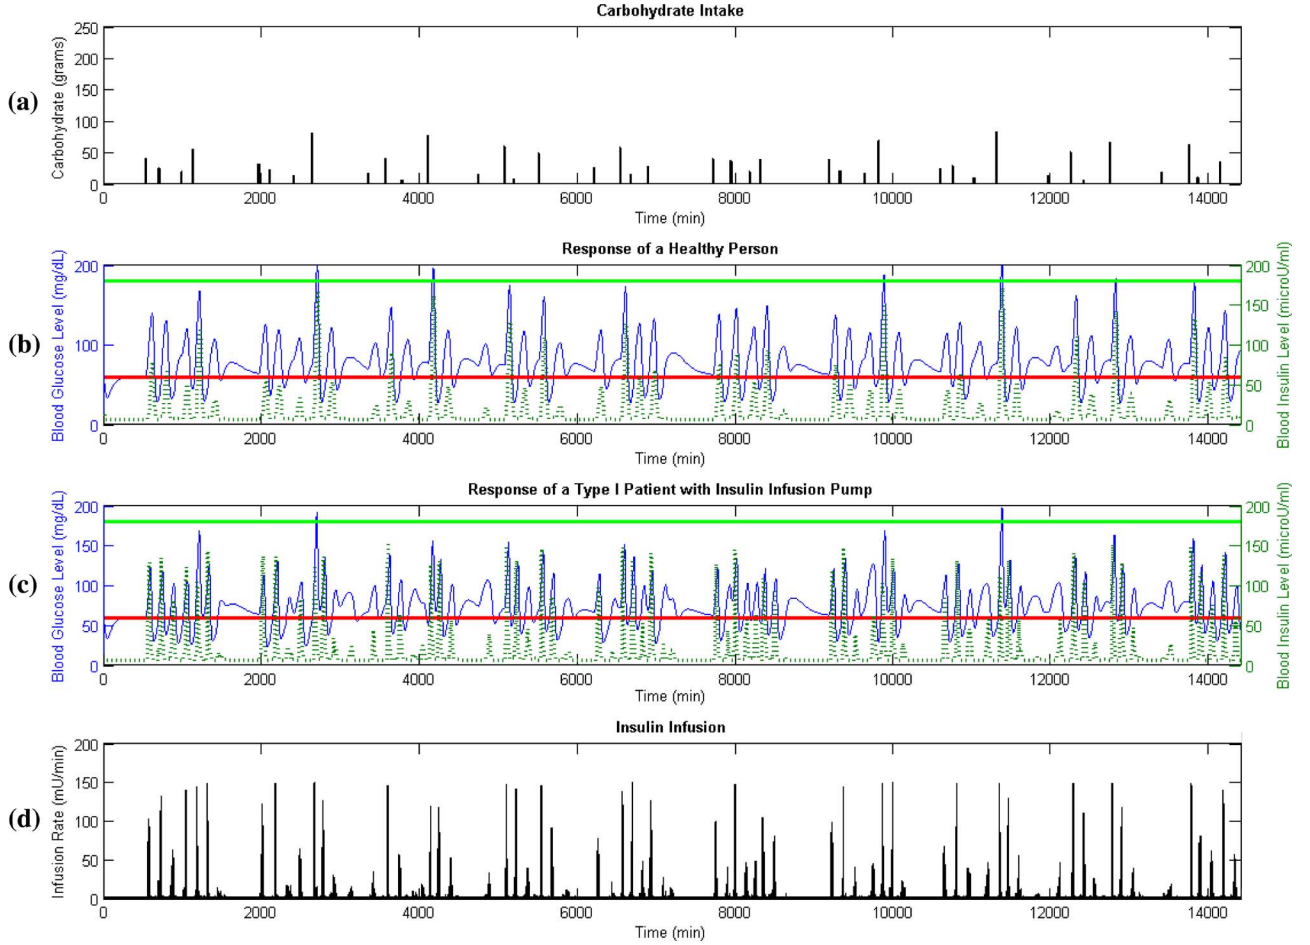 Carbohydrate Intake
(a)
Carbohydrate (grams)
250
200
150
100
50
0
0 2000 4000 6000 8000 10000 12000 14000
Time (min)
Response of a Healthy Person
(b)
Blood Glucose Level (mg/dL)
200
100
0
Blood Insulin Level (microU/ml)
200
150
100
50
0
0 2000 4000 6000 8000 10000 12000 14000
Time (min)
Response of a Type I Patient with Insulin Infusion Pump
(c)
Blood Glucose Level (mg/dL)
200
150
100
50
0
Blood Insulin Level (microU/ml)
200
150
100
50
0
0 2000 4000 6000 8000 10000 12000 14000
Time (min)
Insulin Infusion
(d)
Infusion Rate (mU/min)
200
150
100
50
0
0 2000 4000 6000 8000 10000 12000 14000
Time (min)